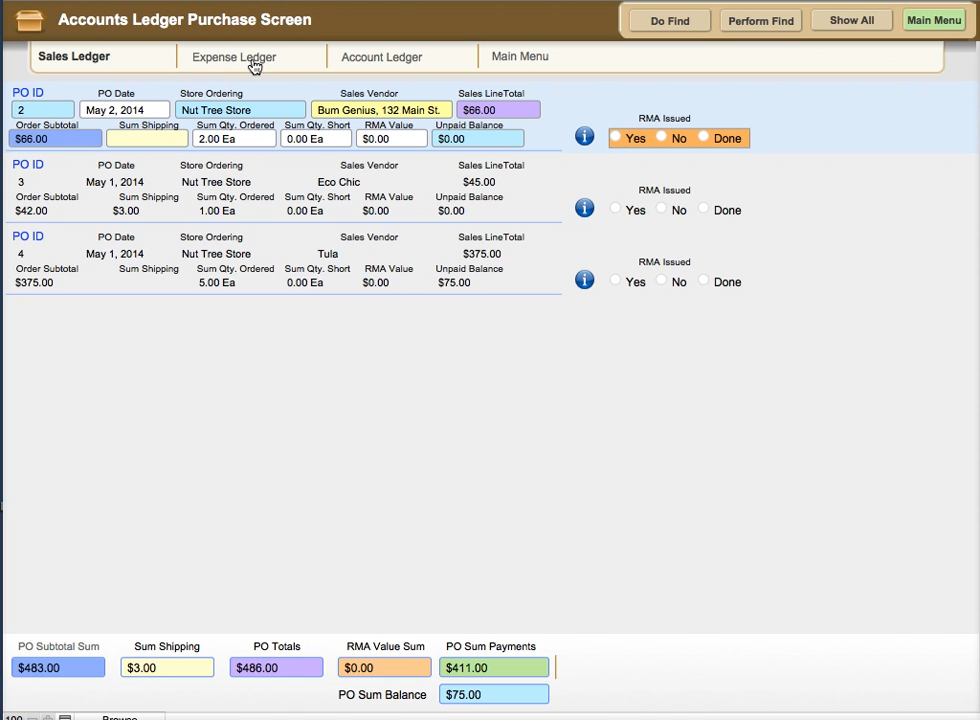 Accounts Ledger Purchase Screen
Do Find
Perform Find
Show All
Main Menu
Sales Ledger
Expense Ledger
Account Ledger
Main Menu
PO ID PO Date Store Ordering Sales Vendor Sales LineTotal
2 May 2, 2014 Nut Tree Store Bum Genius, 132 Main St. $66.00
Order Subtotal Sum Shipping Sum Qty. Ordered Sum Qty. Short RMA Value Unpaid Balance
$66.00 2.00 Ea 0.00 Ea $0.00 $0.00
RMA Issued
Yes No Done
PO ID PO Date Store Ordering Sales Vendor Sales LineTotal
3 May 1, 2014 Nut Tree Store Eco Chic $45.00
Order Subtotal Sum Shipping Sum Qty. Ordered Sum Qty. Short RMA Value Unpaid Balance
$42.00 $3.00 1.00 Ea 0.00 Ea $0.00 $0.00
RMA Issued
Yes No Done
PO ID PO Date Store Ordering Sales Vendor Sales LineTotal
4 May 1, 2014 Nut Tree Store Tula $375.00
Order Subtotal Sum Shipping Sum Qty. Ordered Sum Qty. Short RMA Value Unpaid Balance
$375.00 5.00 Ea 0.00 Ea $0.00 $75.00
RMA Issued
Yes No Done
PO Subtotal Sum Sum Shipping PO Totals RMA Value Sum PO Sum Payments
$483.00 $3.00 $486.00 $0.00 $411.00
PO Sum Balance $75.00
100 Browse